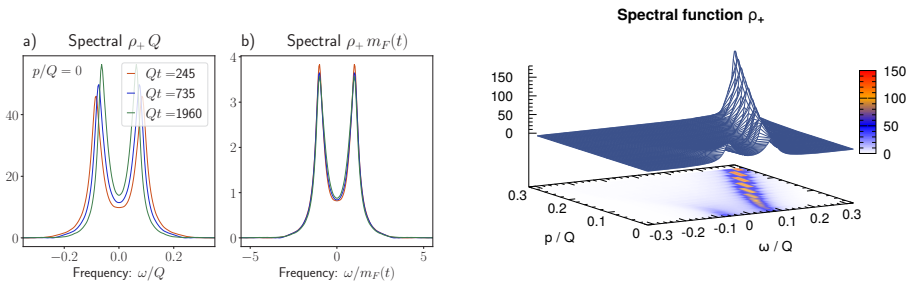 a) Spectral ρ₊ Q
p/Q = 0
Qt =245
Qt =735
Qt =1960
40
20
0
−0.2 0.0 0.2
Frequency: ω/Q
b) Spectral ρ₊ m_F(t)
4
3
2
1
0
−5 0 5
Frequency: ω/m_F(t)
Spectral function ρ₊
150
100
50
0
150
100
50
0
0.3
0.2
0.1
0
p / Q
-0.3
-0.2
-0.1
0
0.1
0.2
0.3
ω / Q